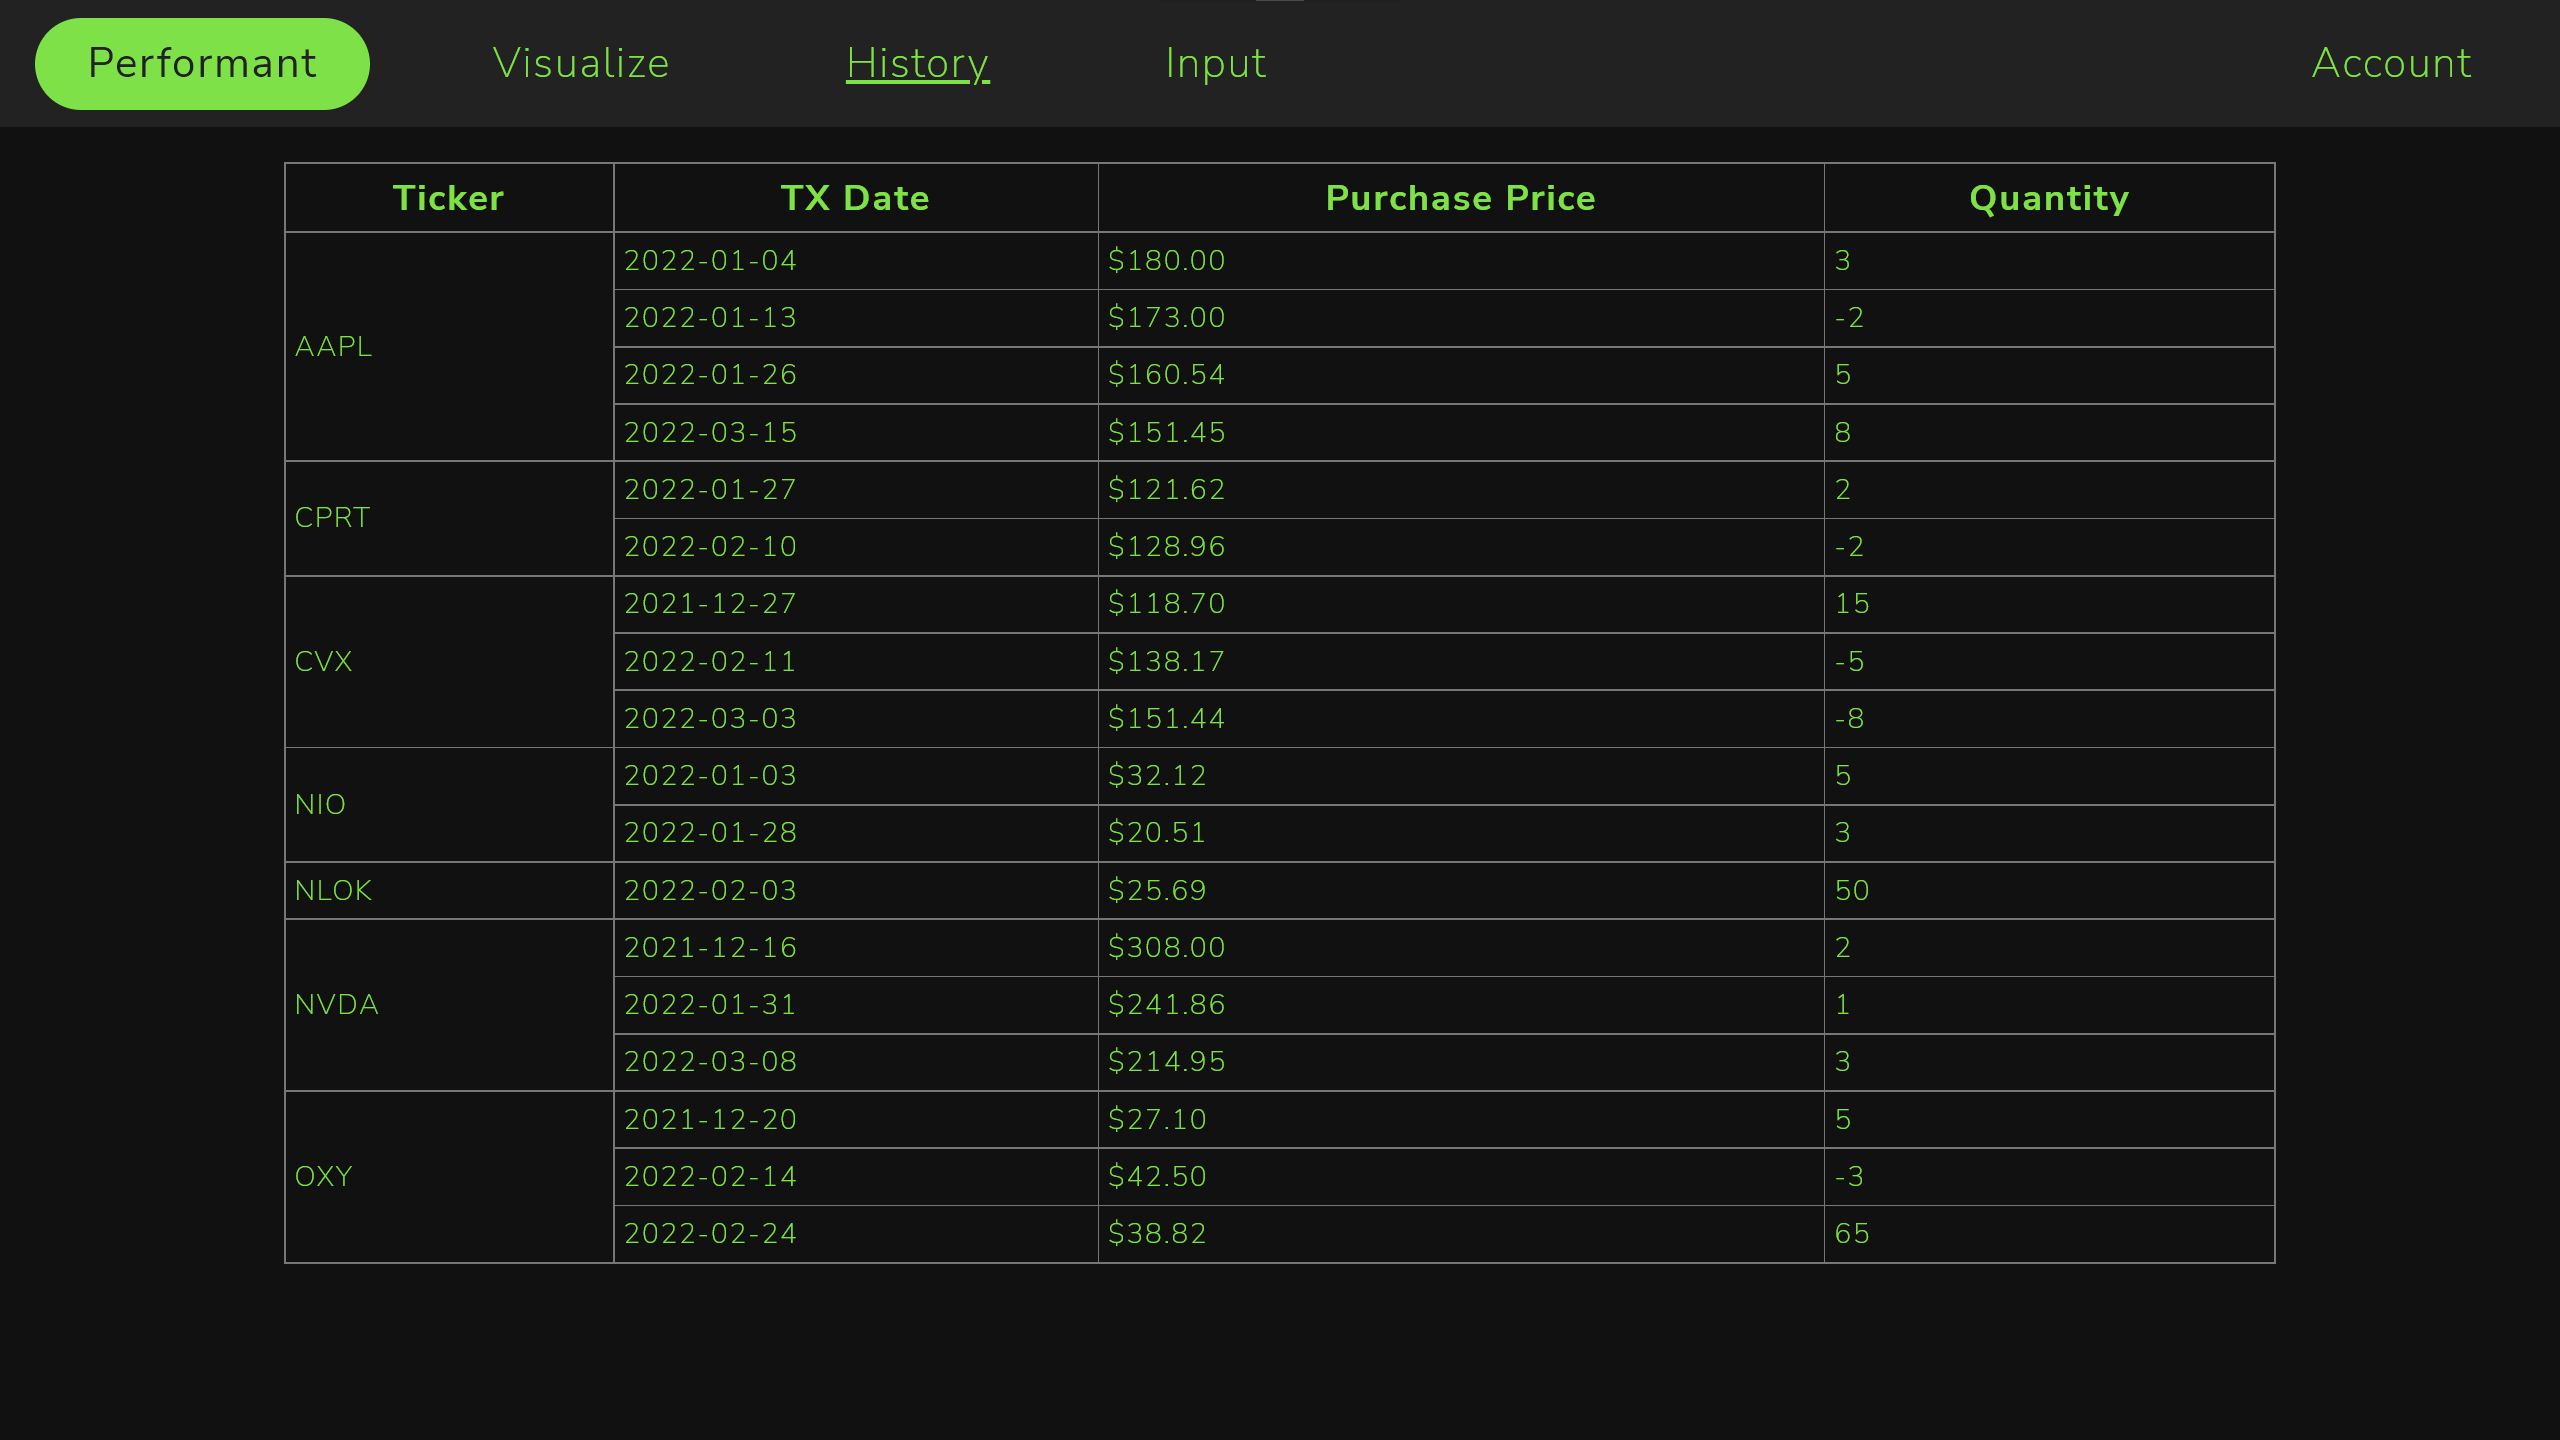 Performant Visualize History Input Account
Ticker TX Date Purchase Price Quantity
AAPL 2022-01-04 $180.00 3
2022-01-13 $173.00 -2
2022-01-26 $160.54 5
2022-03-15 $151.45 8
CPRT 2022-01-27 $121.62 2
2022-02-10 $128.96 -2
CVX 2021-12-27 $118.70 15
2022-02-11 $138.17 -5
2022-03-03 $151.44 -8
NIO 2022-01-03 $32.12 5
2022-01-28 $20.51 3
NLOK 2022-02-03 $25.69 50
NVDA 2021-12-16 $308.00 2
2022-01-31 $241.86 1
2022-03-08 $214.95 3
OXY 2021-12-20 $27.10 5
2022-02-14 $42.50 -3
2022-02-24 $38.82 65